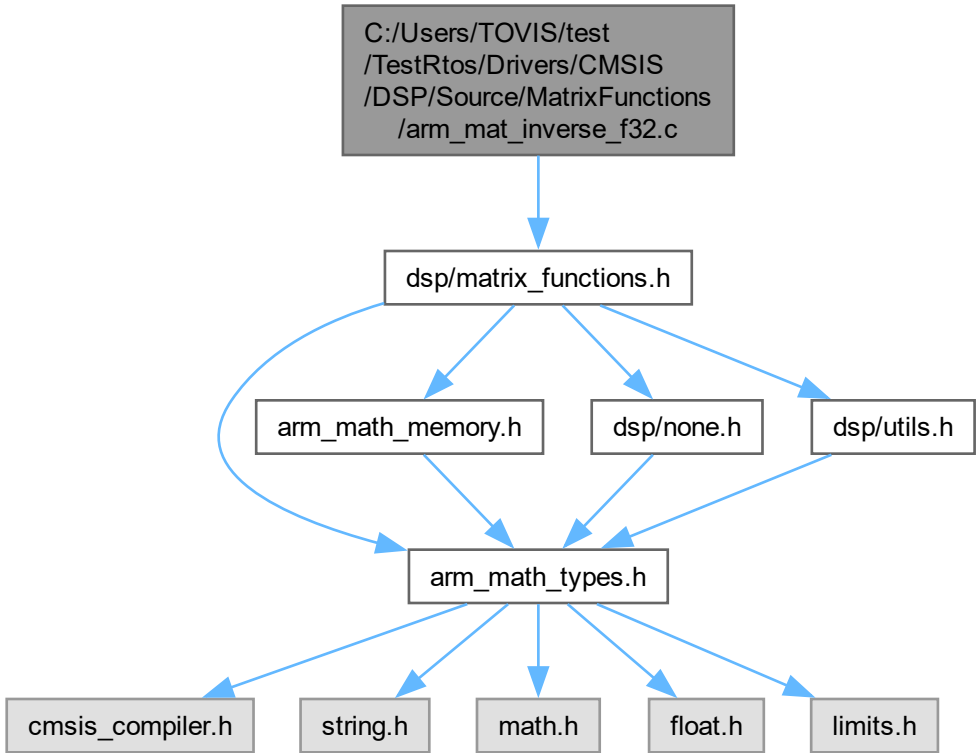 C:/Users/TOVIS/test
/TestRtos/Drivers/CMSIS
/DSP/Source/MatrixFunctions
/arm_mat_inverse_f32.c
dsp/matrix_functions.h
arm_math_memory.h
dsp/none.h
dsp/utils.h
arm_math_types.h
cmsis_compiler.h
string.h
math.h
float.h
limits.h